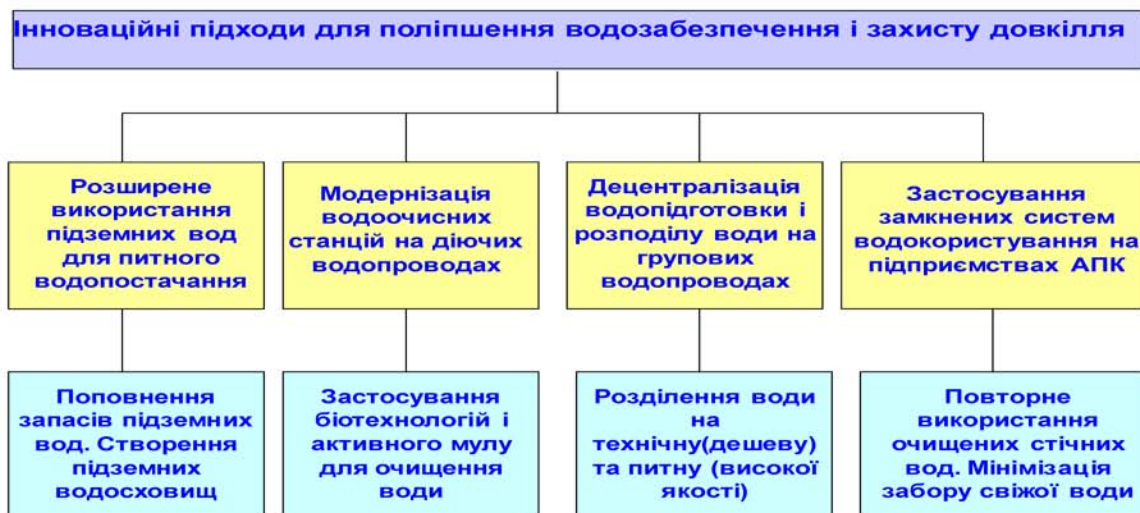 Інноваційні підходи для поліпшення водозабезпечення і захисту довкілля
Розширене
використання
підземних вод
для питного
водопостачання
Модернізація
водоочисних
станцій на діючих
водопроводах
Децентралізація
водопідготовки і
розподілу води на
групових
водопроводах
Застосування
замкнених систем
водокористування на
підприємствах АПК
Поповнення
запасів підземних
вод. Створення
підземних
водосховищ
Застосування
біотехнологій і
активного мулу
для очищення
води
Розділення води
на
технічну(дешеву)
та питну (високої
якості)
Повторне
використання
очищених стічних
вод. Мінімізація
забору свіжої води